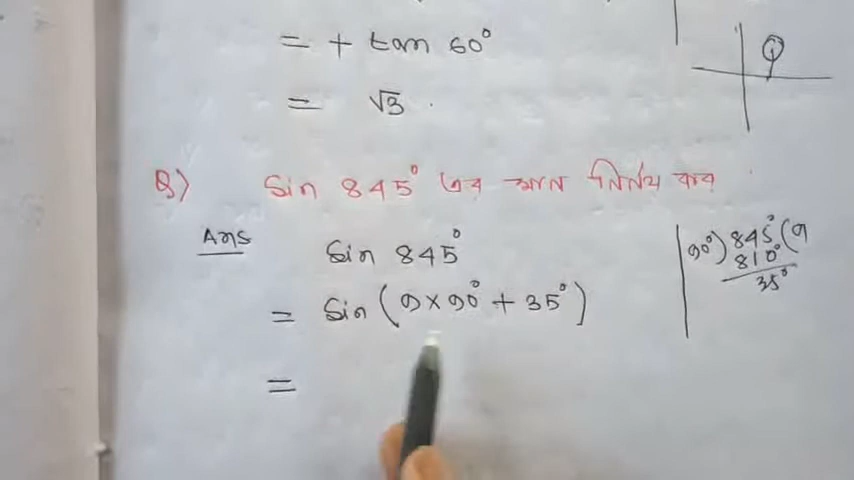 = + tan 60°
= √3 .
Q) Sin 845° এর মান নির্ণয় কর
Ans Sin 845°
= Sin (9×90° + 35°)
=
90°) 845° (9
810°
35°